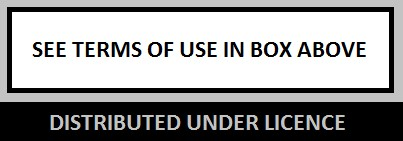 SEE TERMS OF USE IN BOX ABOVE
DISTRIBUTED UNDER LICENCE